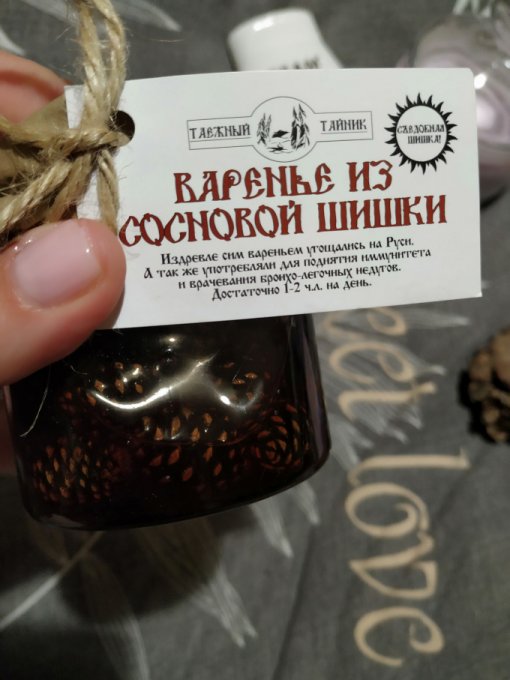 ТАЕЖНЫЙ ТАЙНИК
СЪЕДОБНАЯ
ШИШКА!
ВАРЕНЬЕ ИЗ
СОСНОВОЙ ШИШКИ
Издревле сим вареньем угощались на Руси.
А так же употребляли для поднятия иммунитета
и врачевания бронхо-легочных недугов.
Достаточно 1-2 ч.л. на день.
love